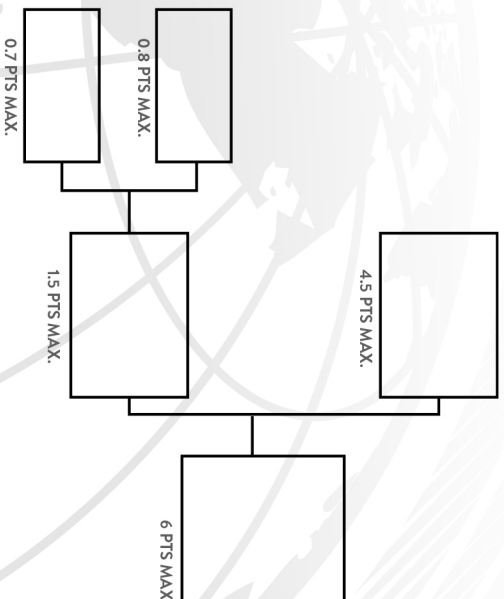 0.7 PTS MAX.
0.8 PTS MAX.
1.5 PTS MAX.
4.5 PTS MAX.
6 PTS MAX